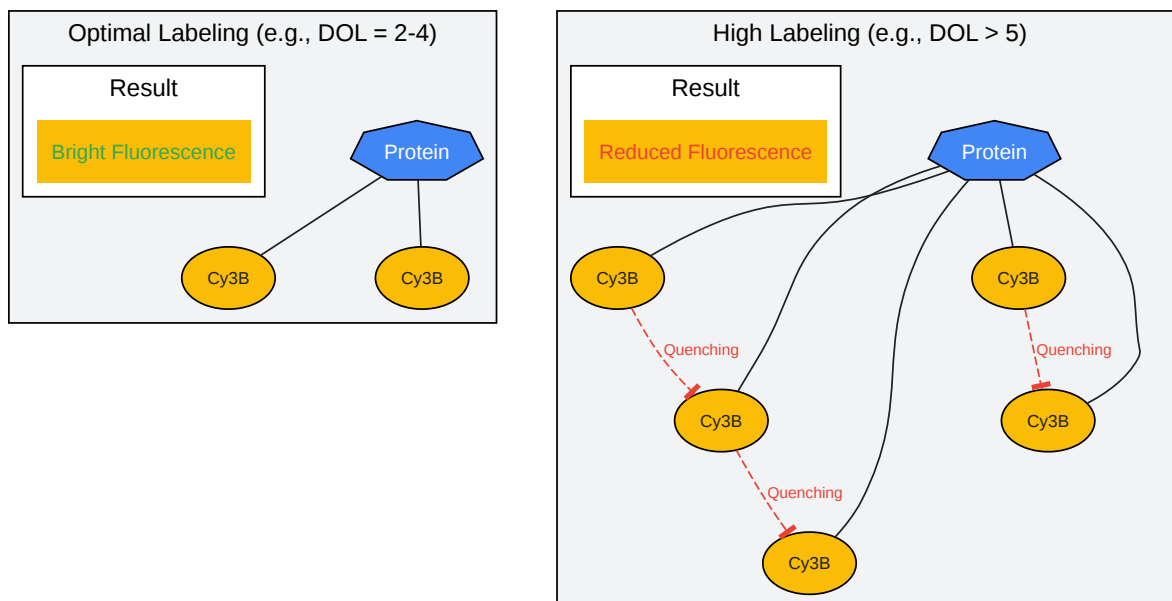 Optimal Labeling (e.g., DOL = 2-4)
Result
Bright Fluorescence
Protein
Cy3B
Cy3B
High Labeling (e.g., DOL > 5)
Result
Reduced Fluorescence
Protein
Cy3B
Cy3B
Quenching
Quenching
Cy3B
Cy3B
Quenching
Cy3B